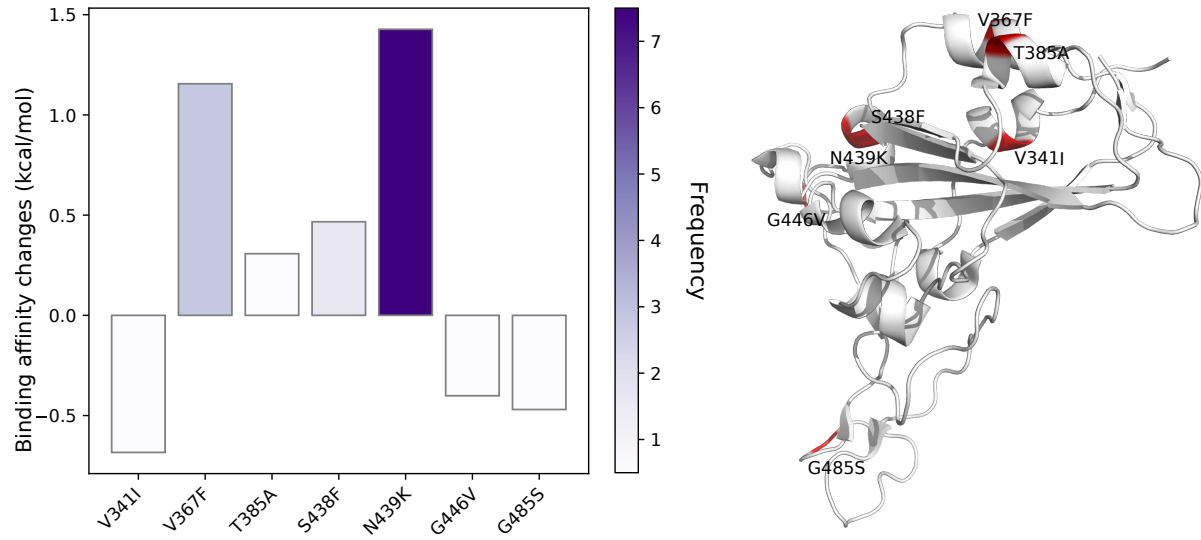 Binding affinity changes (kcal/mol)
1.5
1.0
0.5
0.0
−0.5
V341I
V367F
T385A
S438F
N439K
G446V
G485S
7
6
5
4
3
2
1
Frequency
V367F
T385A
S438F
N439K
V341I
G446V
G485S